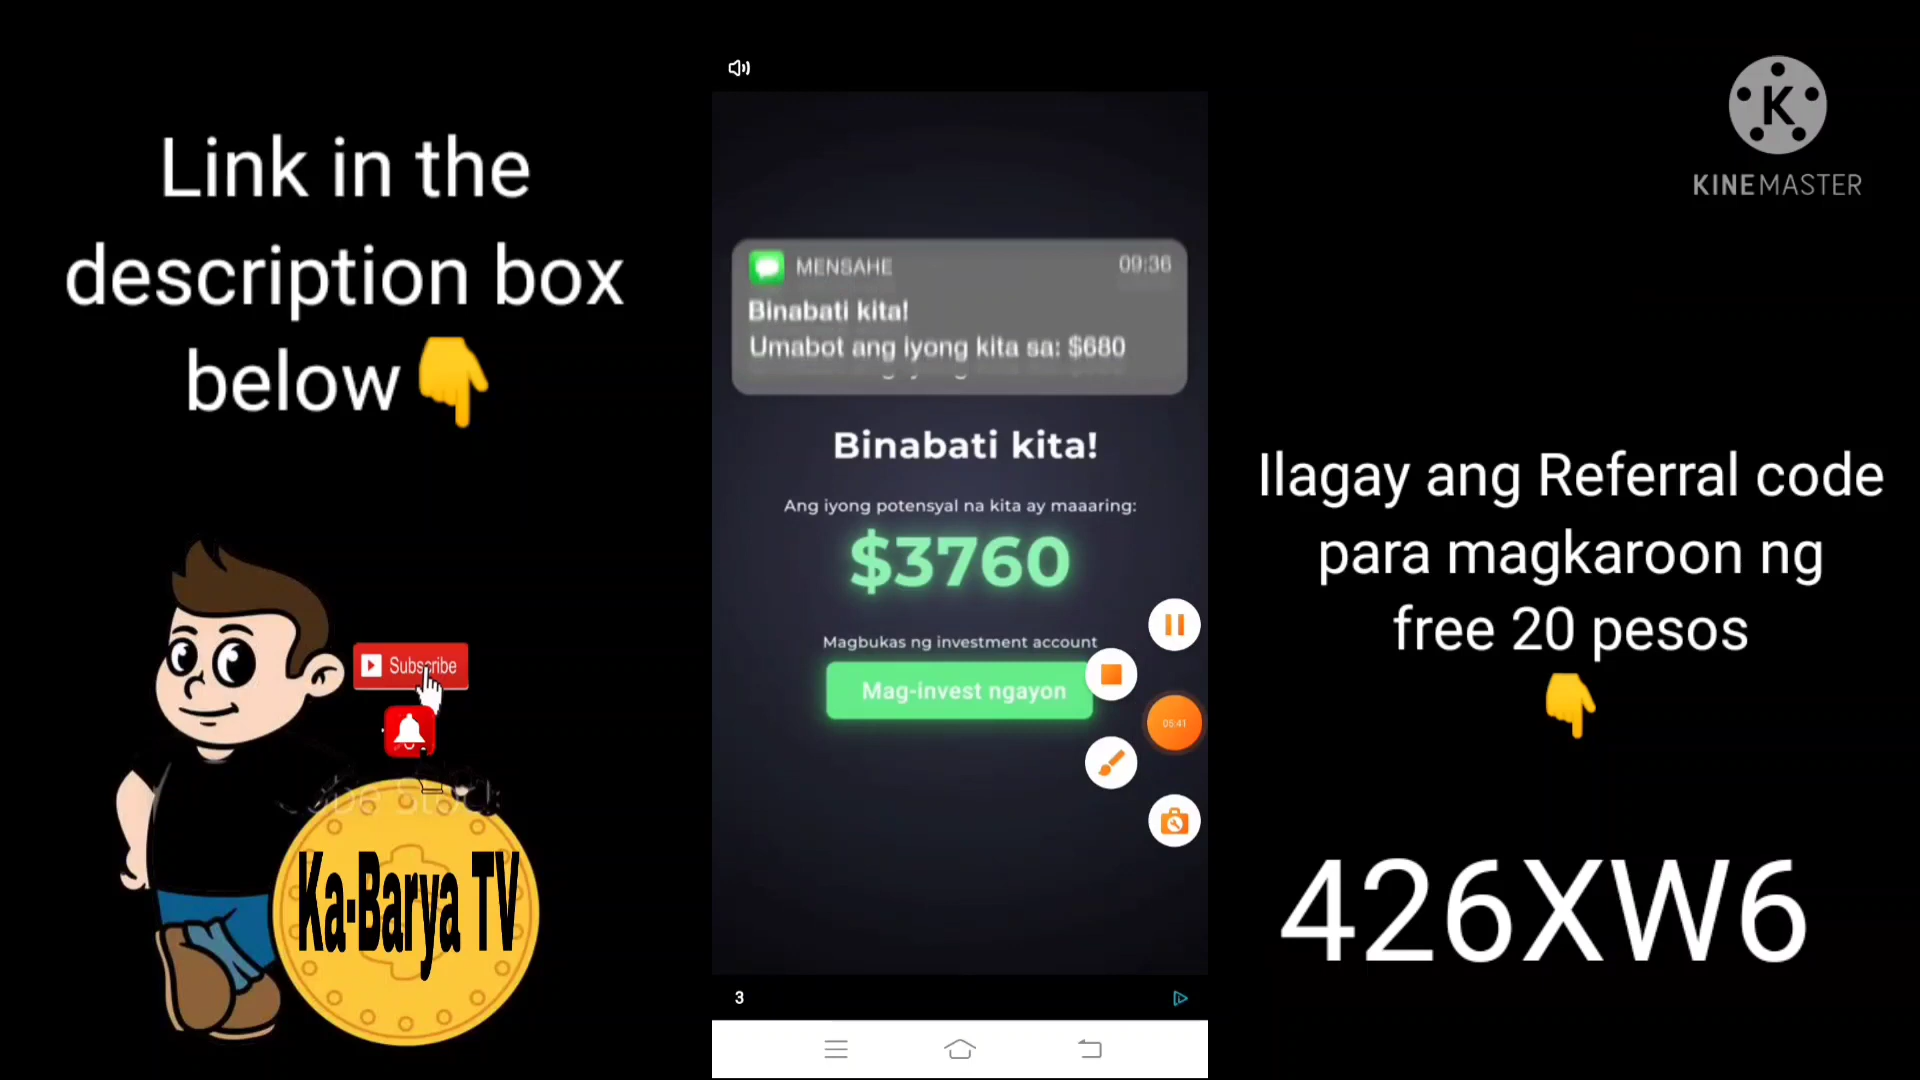 Link in the
description box
below👇
Subscribe
Ka-Barya TV
MENSAHE 09:36
Binabati kita!
Umabot ang iyong kita sa: $680
Binabati kita!
Ang iyong potensyal na kita ay maaaring:
$3760
Magbukas ng investment account
Mag-invest ngayon
05:41
3
K
KINEMASTER
Ilagay ang Referral code
para magkaroon ng
free 20 pesos
👇
426XW6